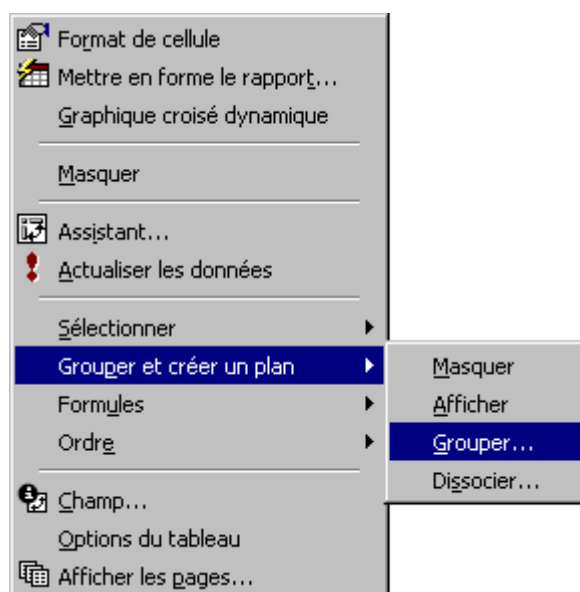 Format de cellule
Mettre en forme le rapport...
Graphique croisé dynamique
Masquer
Assistant...
Actualiser les données
Sélectionner
Grouper et créer un plan
Formules
Ordre
Champ...
Options du tableau
Afficher les pages...
Masquer
Afficher
Grouper...
Dissocier...